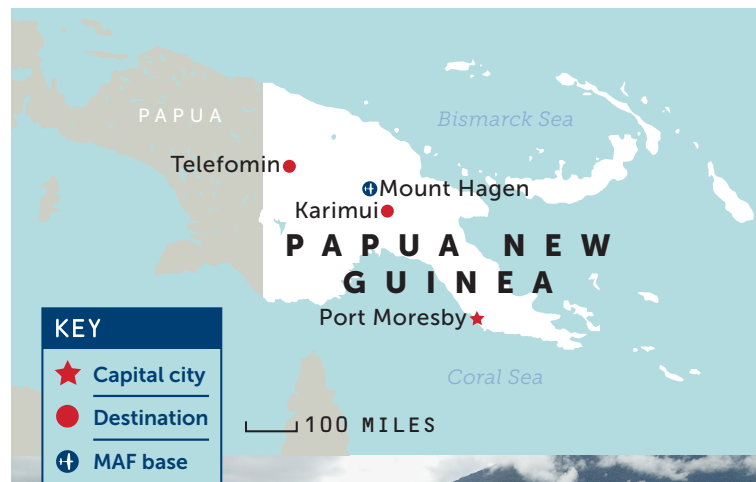 PAPUA
Bismarck Sea
Telefomin
Mount Hagen
Karimui
PAPUA NEW
GUINEA
Port Moresby
Coral Sea
KEY
Capital city
Destination
MAF base
100 MILES